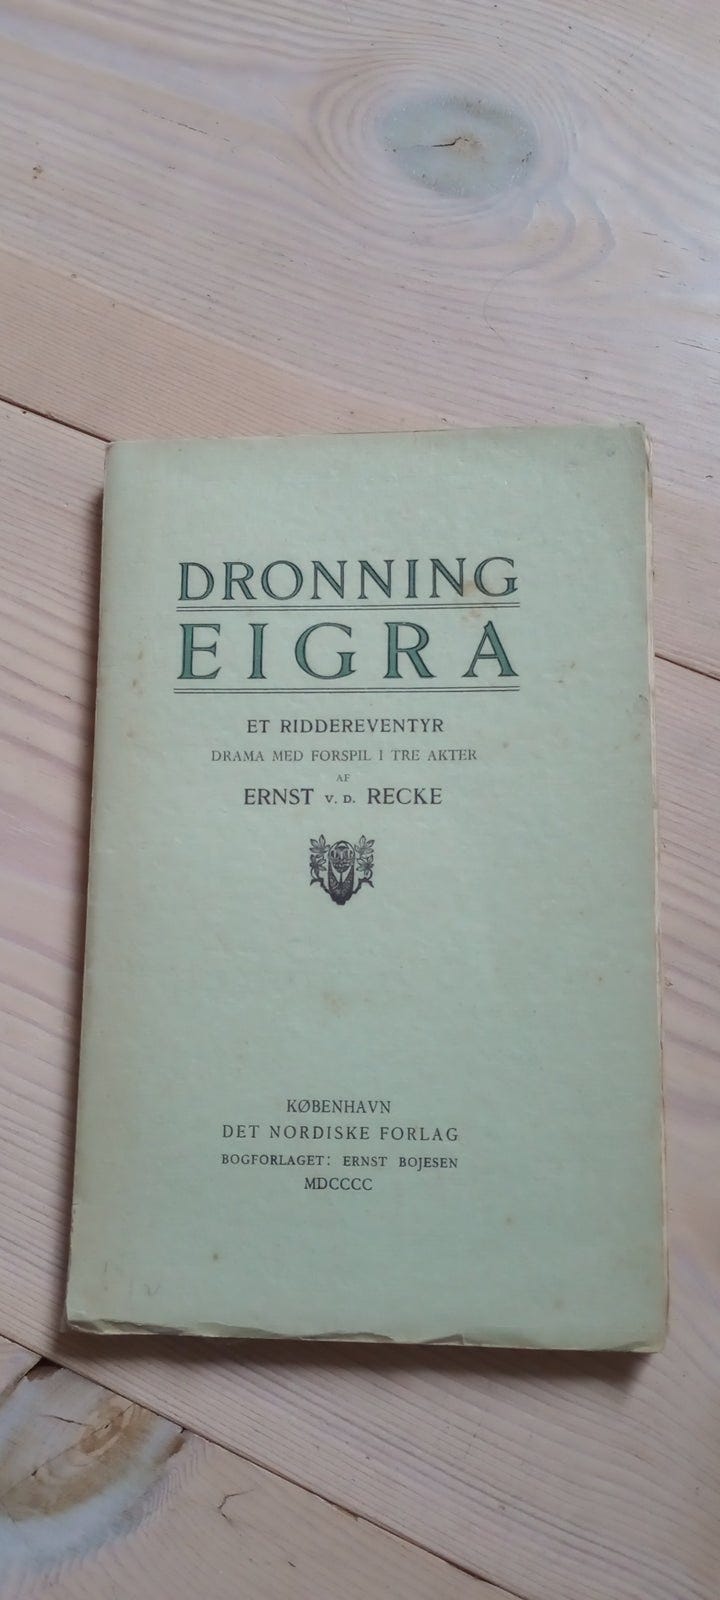 DRONNING
EIGRA
ET RIDDEREVENTYR
DRAMA MED FORSPIL I TRE AKTER
AF
ERNST V. D. RECKE
KØBENHAVN
DET NORDISKE FORLAG
BOGFORLAGET: ERNST BOJESEN
MDCCCC